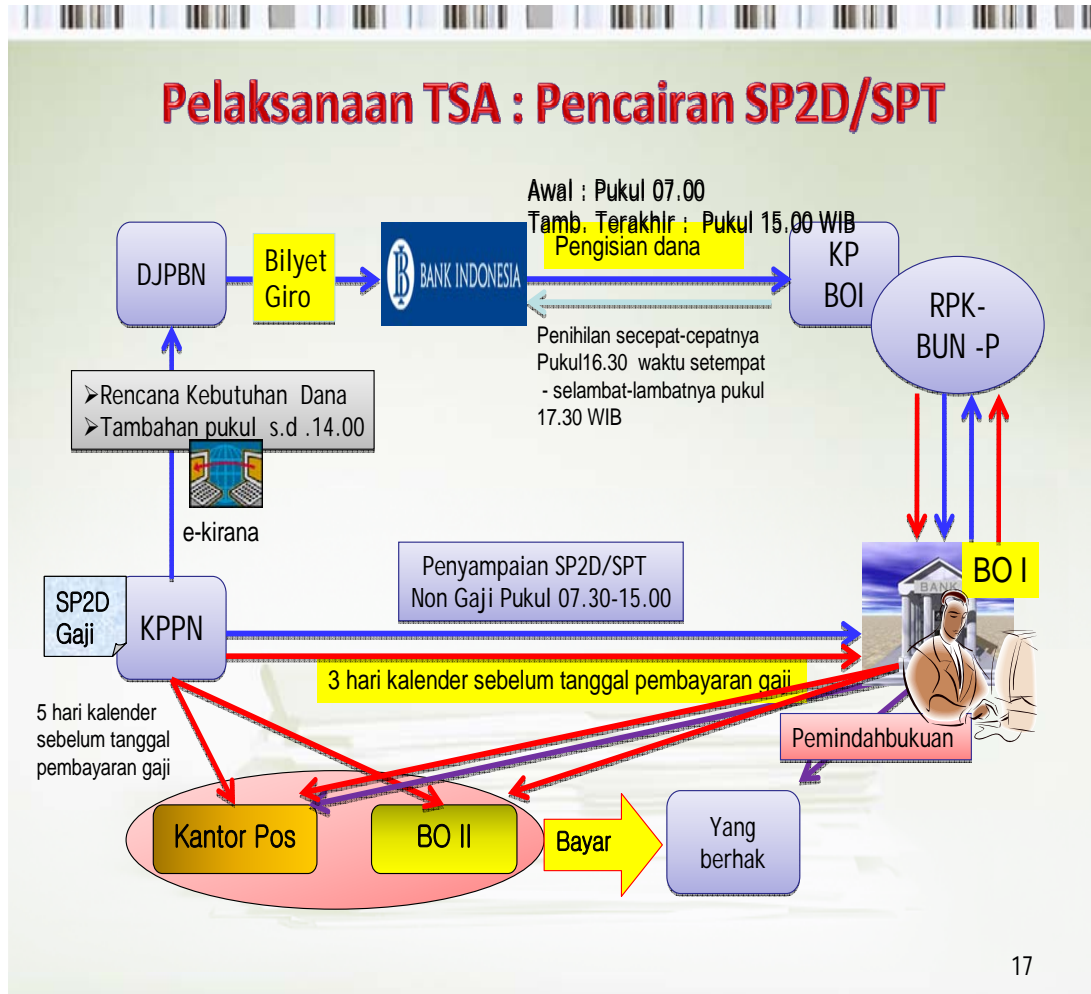 Pelaksanaan TSA : Pencairan SP2D/SPT
Awal : Pukul 07.00
Tamb. Terakhir : Pukul 15.00 WIB
Pengisian dana
DJPBN
Bilyet
Giro
BANK INDONESIA
KP
BOI
RPK-
BUN -P
Penihilan secepat-cepatnya
Pukul16.30 waktu setempat
- selambat-lambatnya pukul
17.30 WIB
➢Rencana Kebutuhan Dana
➢Tambahan pukul s.d .14.00
e-kirana
Penyampaian SP2D/SPT
Non Gaji Pukul 07.30-15.00
BANK
BO I
SP2D
Gaji
KPPN
3 hari kalender sebelum tanggal pembayaran gaji
5 hari kalender
sebelum tanggal
pembayaran gaji
Pemindahbukuan
Kantor Pos
BO II
Bayar
Yang
berhak
17